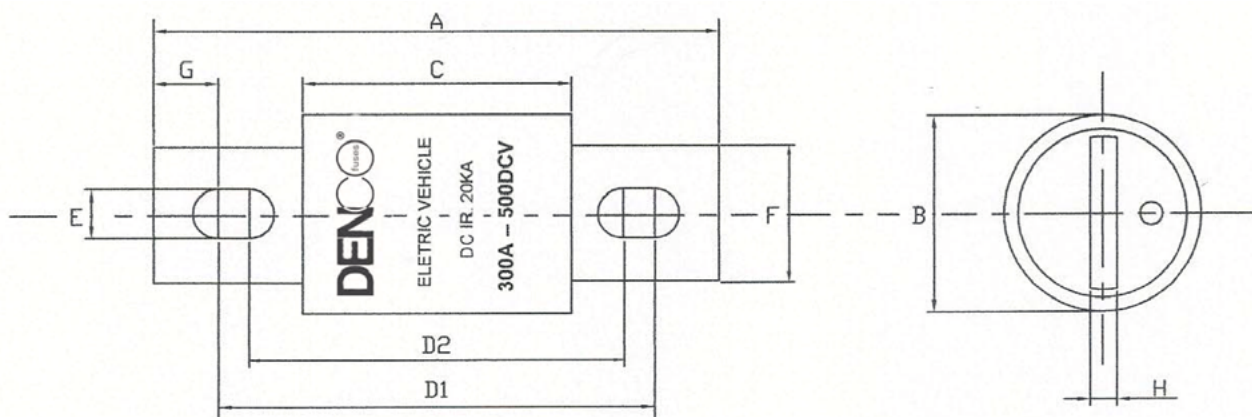 A
G
C
E
F
B
DENCO®
fuses
ELETRIC VEHICLE
DC IR. 20KA
300A – 500DCV
D2
D1
H